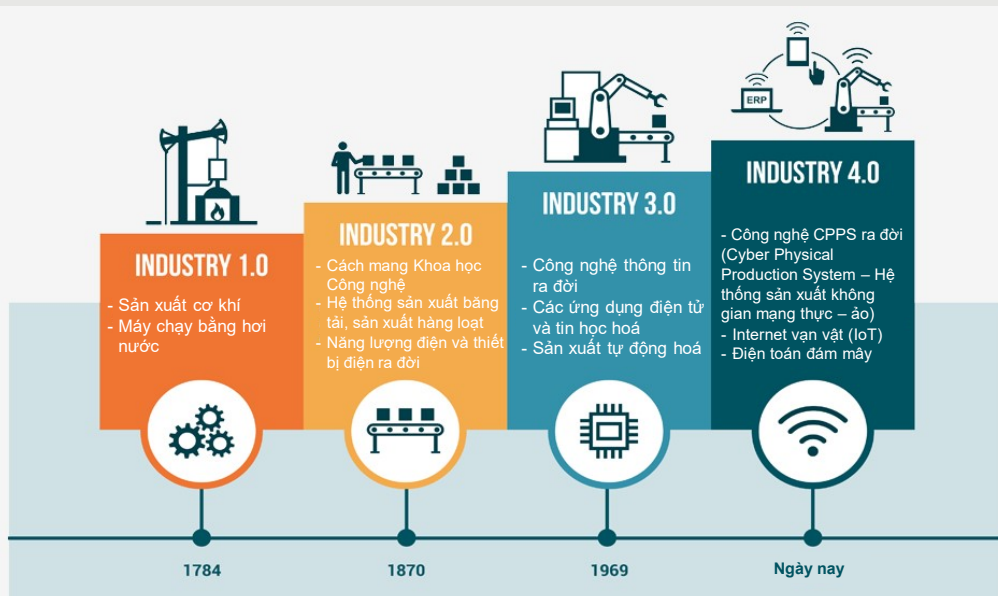 ERP
INDUSTRY 1.0
- Sản xuất cơ khí
- Máy chạy bằng hơi
nước
INDUSTRY 2.0
- Cách mang Khoa học
Công nghệ
- Hệ thống sản xuất băng
tải, sản xuất hàng loạt
- Năng lượng điện và thiết
bị điện ra đời
INDUSTRY 3.0
- Công nghệ thông tin
ra đời
- Các ứng dụng điện tử
và tin học hoá
- Sản xuất tự động hoá
INDUSTRY 4.0
- Công nghệ CPPS ra đời
(Cyber Physical
Production System – Hệ
thống sản xuất không
gian mạng thực – ảo)
- Internet vạn vật (IoT)
- Điện toán đám mây
1784
1870
1969
Ngày nay